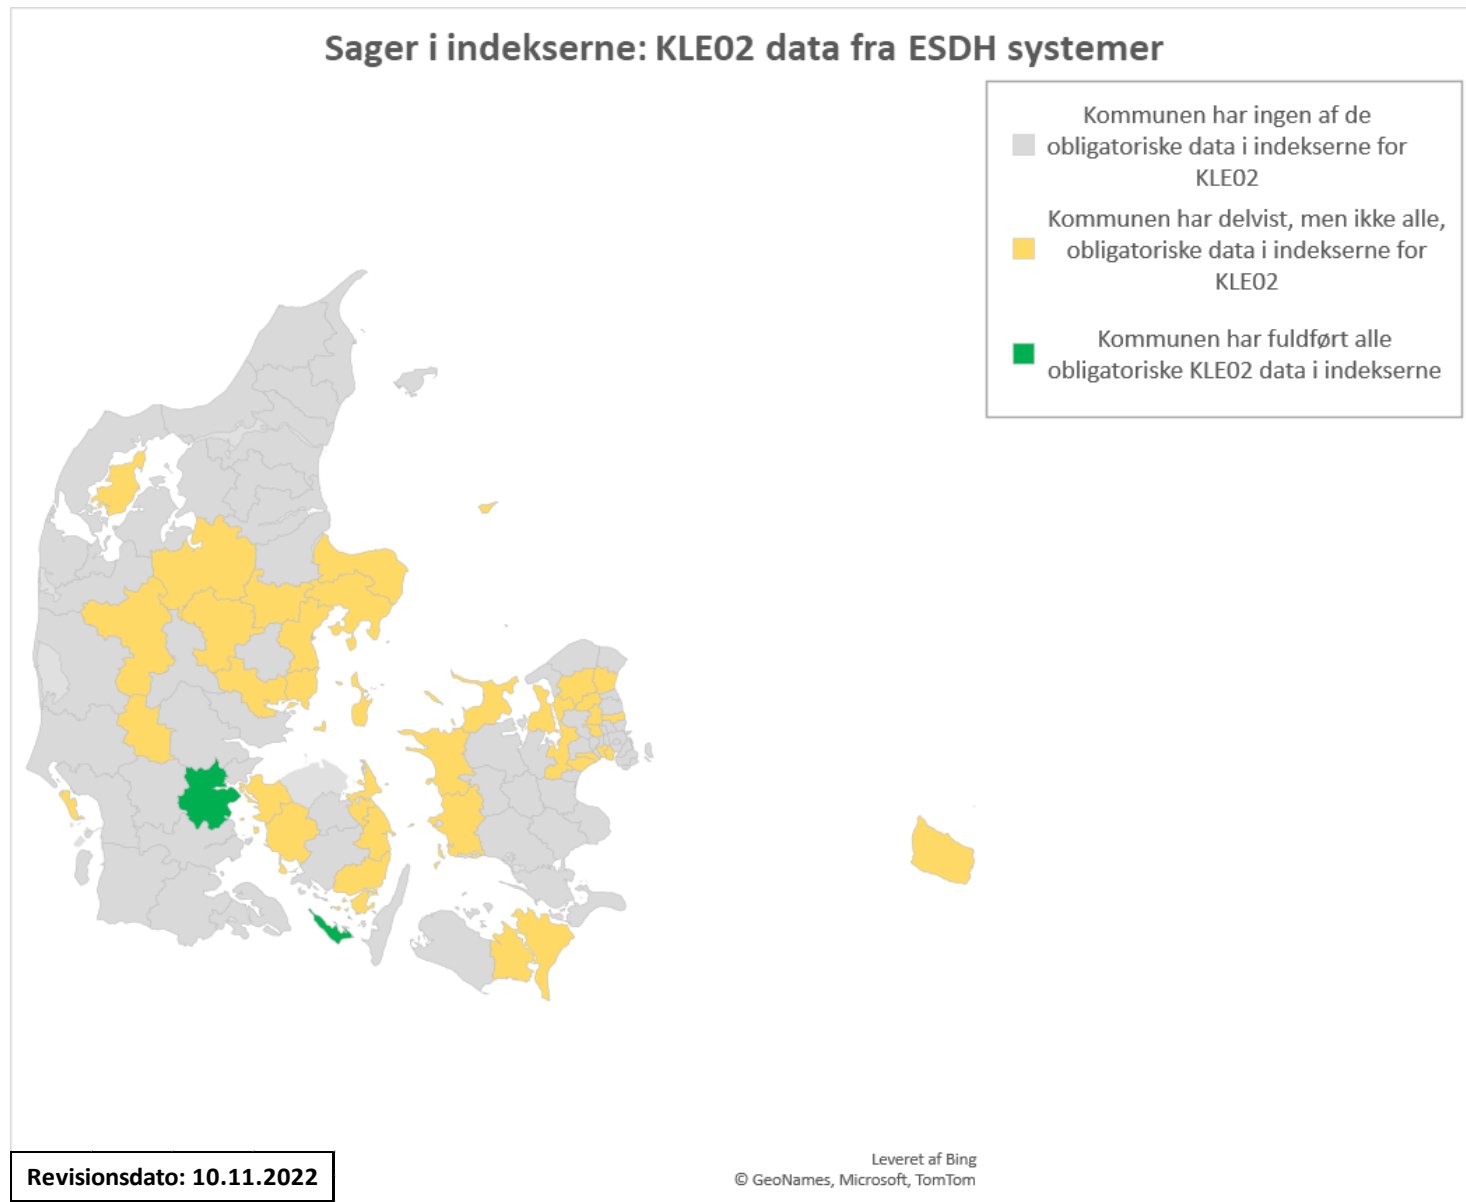 Sager i indekserne: KLE02 data fra ESDH systemer
Kommunen har ingen af de
obligatoriske data i indekserne for
KLE02
Kommunen har delvist, men ikke alle,
obligatoriske data i indekserne for
KLE02
Kommunen har fuldført alle
obligatoriske KLE02 data i indekserne
Revisionsdato: 10.11.2022
Leveret af Bing
© GeoNames, Microsoft, TomTom